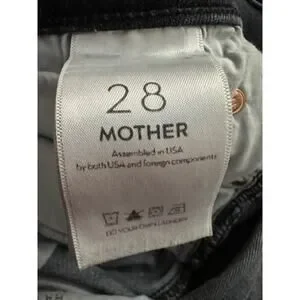 28
MOTHER
Assembled in USA
by both USA and foreign components
DO YOUR OWN LAUNDRY